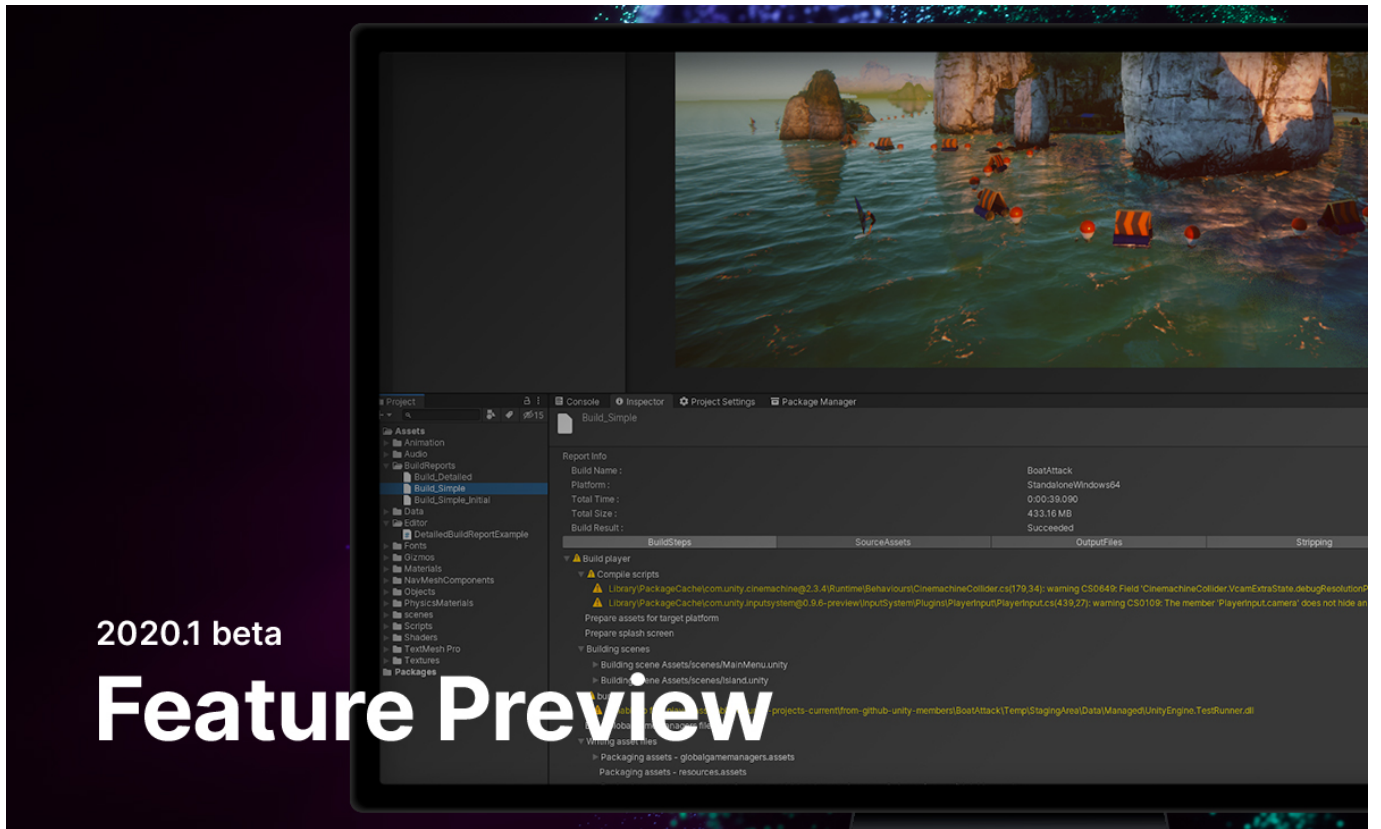 Project
15
Assets
Animation
Audio
BuildReports
Build_Detailed
Build_Simple
Build_Simple_Initial
Data
Editor
DetailedBuildReportExample
Fonts
Gizmos
Materials
NavMeshComponents
Objects
PhysicsMaterials
scenes
Scripts
Shaders
TextMesh Pro
Textures
Packages
Console Inspector Project Settings Package Manager
Build_Simple
Report Info
Build Name : BoatAttack
Platform : StandaloneWindows64
Total Time : 0:00:39.090
Total Size : 433.16 MB
Build Result : Succeeded
BuildSteps SourceAssets OutputFiles Stripping
Build player
Compile scripts
Library\PackageCache\com.unity.cinemachine@2.3.4\Runtime\Behaviours\CinemachineCollider.cs(179,34): warning CS0649: Field 'CinemachineCollider.VcamExtraState.debugResolutionP
Library\PackageCache\com.unity.inputsystem@0.9.6-preview\InputSystem\Plugins\PlayerInput\PlayerInput.cs(439,27): warning CS0109: The member 'PlayerInput.camera' does not hide an
Prepare assets for target platform
Prepare splash screen
Building scenes
Building scene Assets/scenes/MainMenu.unity
Building scene Assets/scenes/Island.unity
-projects-current\from-github-unity-members\BoatAttack\Temp\StagingArea\Data\Managed\UnityEngine.TestRunner.dll
Writing asset files
Packaging assets - globalgamemanagers.assets
Packaging assets - resources.assets
2020.1 beta
Feature Preview